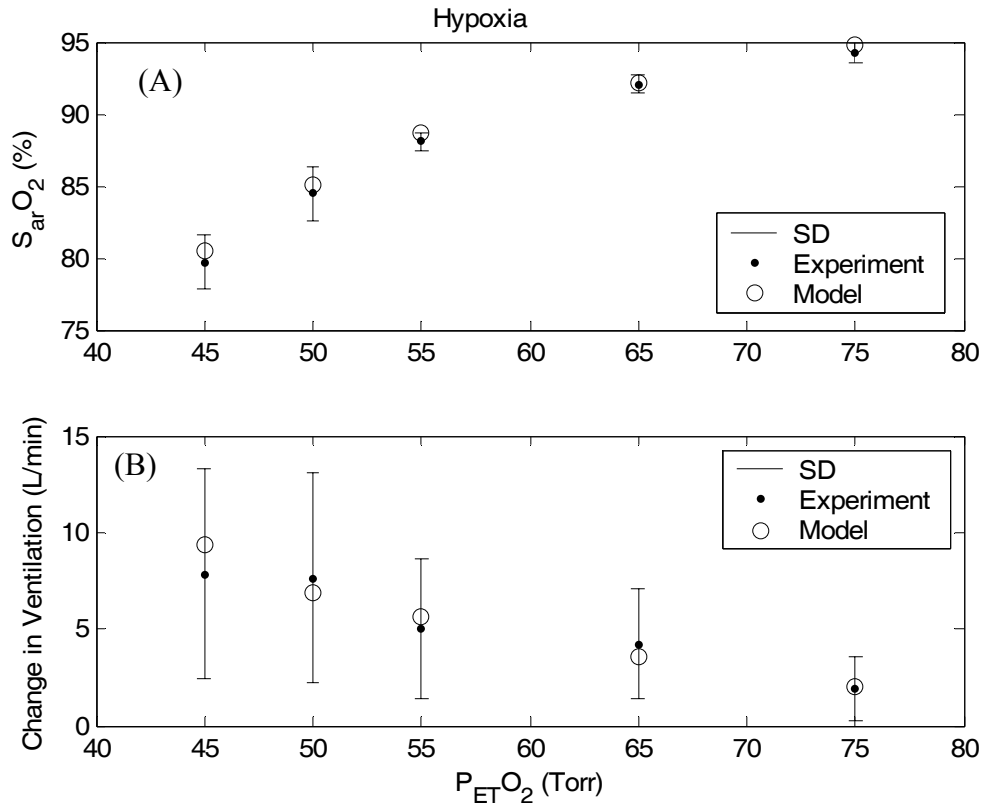 Hypoxia
(A)
95
90
85
80
75
S_arO_2 (%)
SD
Experiment
Model
40 45 50 55 60 65 70 75 80
(B)
15
10
5
0
Change in Ventilation (L/min)
SD
Experiment
Model
40 45 50 55 60 65 70 75 80
P_ETO_2 (Torr)